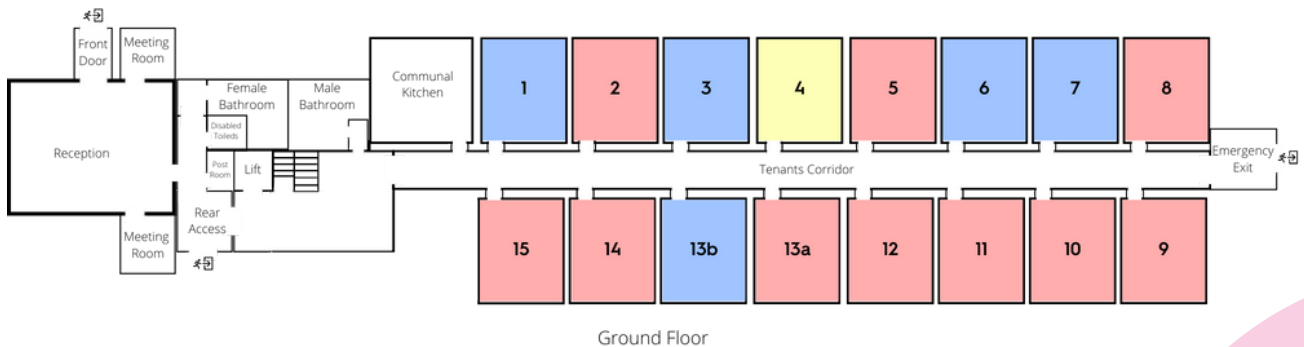 Front
Door
Meeting
Room
Reception
Female
Bathroom
Male
Bathroom
Disabled
Toileds
Post
Room
Lift
Rear
Access
Meeting
Room
Communal
Kitchen
1
2
3
4
5
6
7
8
Tenants Corridor
Emergency
Exit
15
14
13b
13a
12
11
10
9
Ground Floor